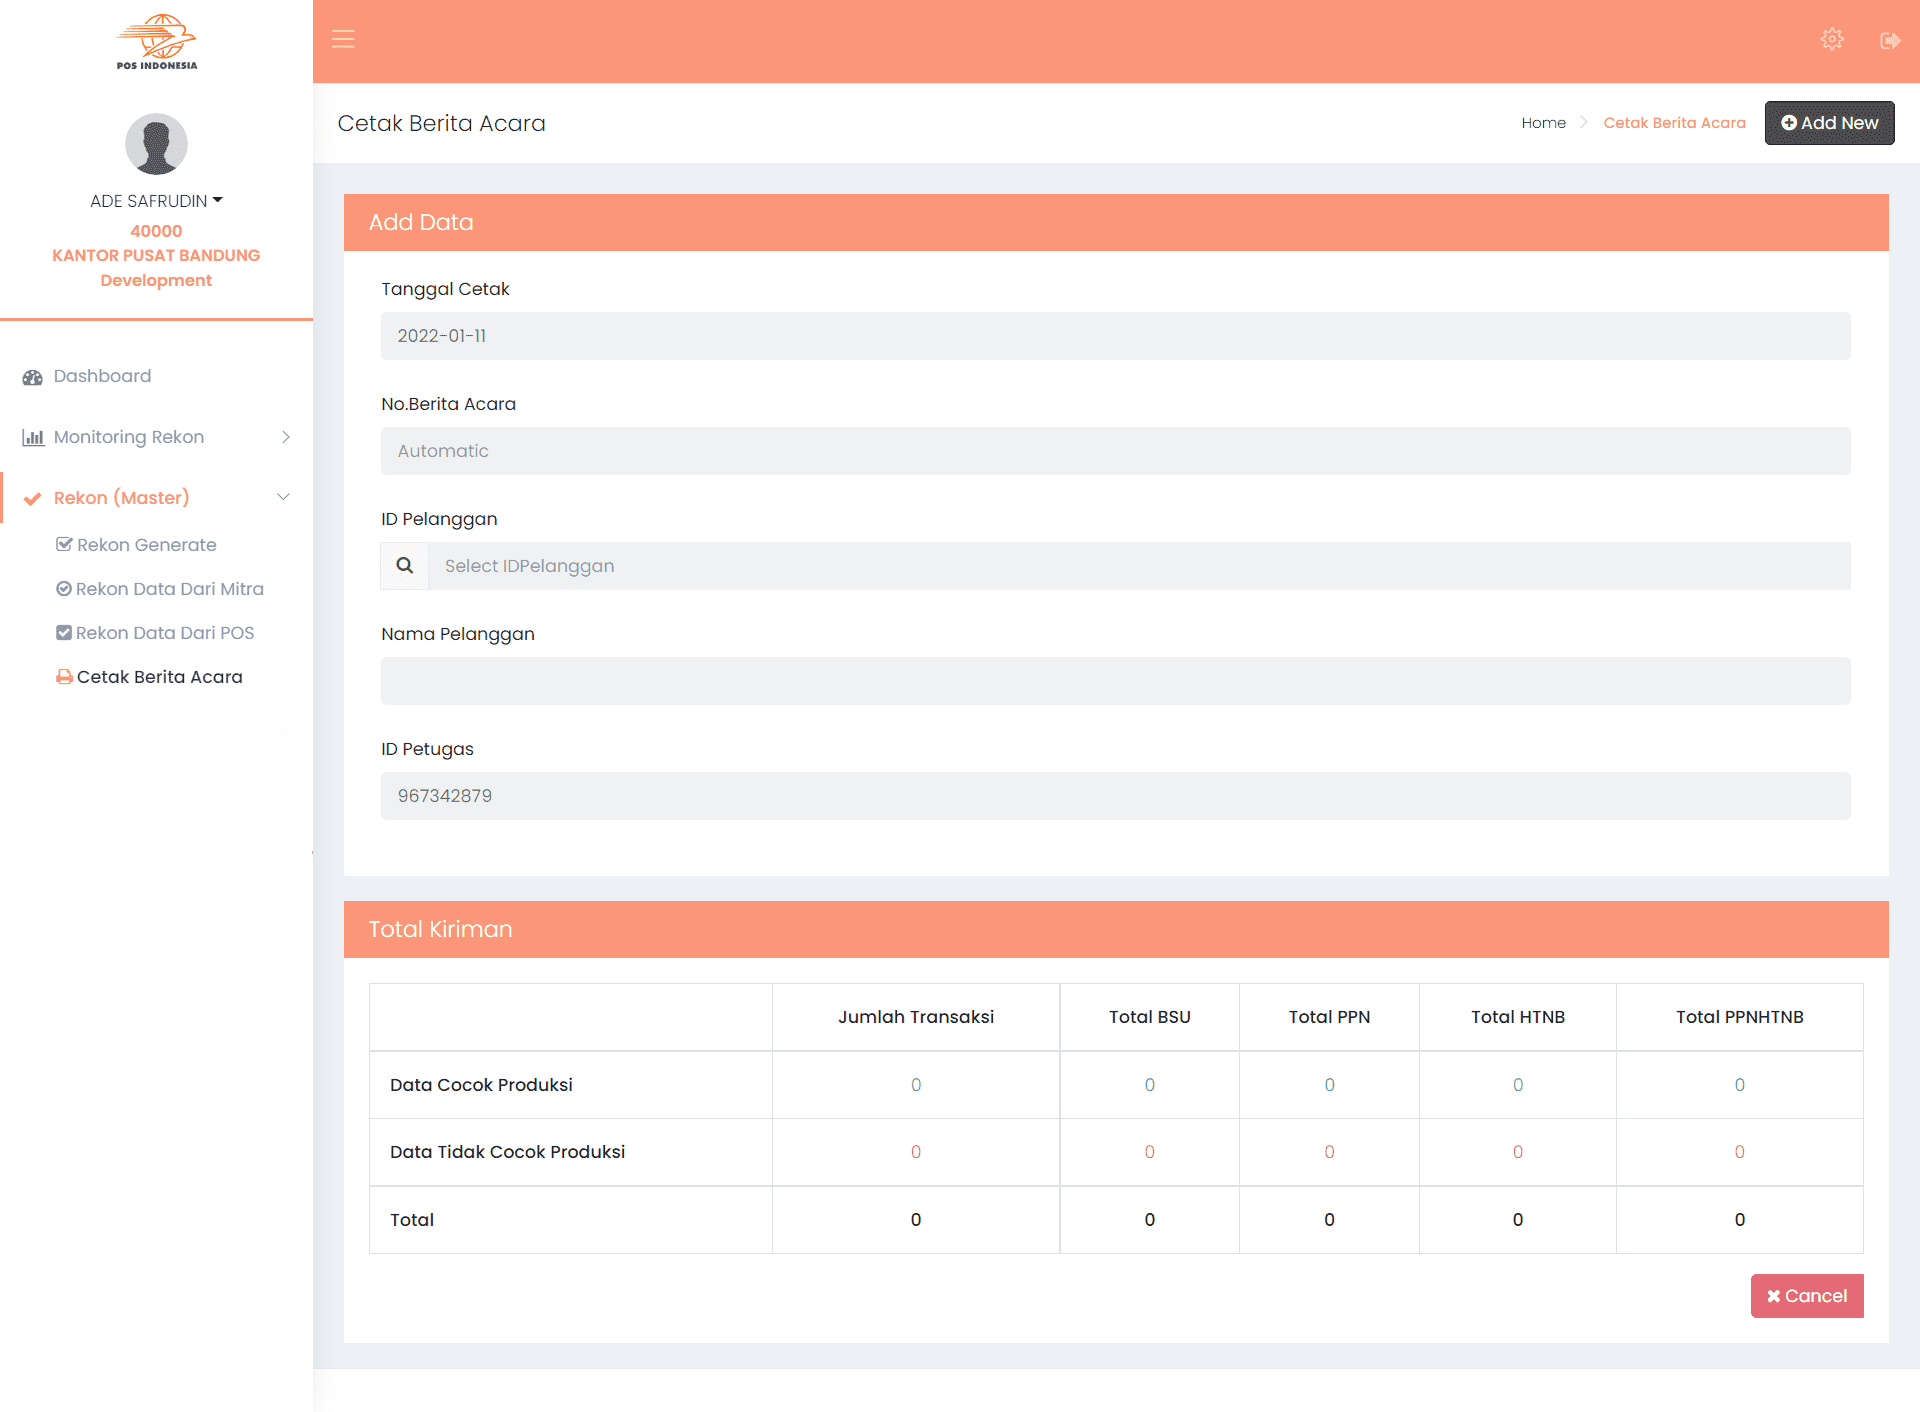 POS INDONESIA
ADE SAFRUDIN
40000
KANTOR PUSAT BANDUNG
Development
Dashboard
Monitoring Rekon
Rekon (Master)
Rekon Generate
Rekon Data Dari Mitra
Rekon Data Dari POS
Cetak Berita Acara
Cetak Berita Acara
Home Cetak Berita Acara Add New
Add Data
Tanggal Cetak
2022-01-11
No.Berita Acara
Automatic
ID Pelanggan
Select IDPelanggan
Nama Pelanggan
ID Petugas
967342879
Total Kiriman
Jumlah Transaksi Total BSU Total PPN Total HTNB Total PPNHTNB
Data Cocok Produksi 0 0 0 0 0
Data Tidak Cocok Produksi 0 0 0 0 0
Total 0 0 0 0 0
Cancel